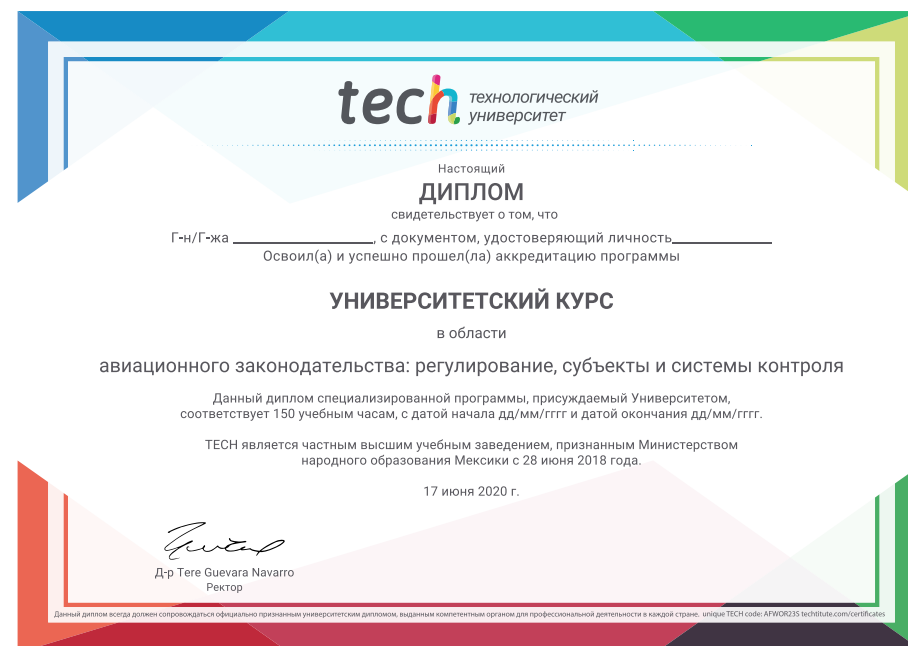 tech технологический
университет
Настоящий
ДИПЛОМ
свидетельствует о том, что
Г-н/Г-жа ____________________, с документом, удостоверяющий личность______________
Освоил(а) и успешно прошел(ла) аккредитацию программы
УНИВЕРСИТЕТСКИЙ КУРС
в области
авиационного законодательства: регулирование, субъекты и системы контроля
Данный диплом специализированной программы, присуждаемый Университетом,
соответствует 150 учебным часам, с датой начала дд/мм/гггг и датой окончания дд/мм/гггг.
TECH является частным высшим учебным заведением, признанным Министерством
народного образования Мексики с 28 июня 2018 года.
17 июня 2020 г.
Д-р Tere Guevara Navarro
Ректор
Данный диплом всегда должен сопровождаться официально признанным университетским дипломом, выданным компетентным органом для профессиональной деятельности в каждой стране. unique TECH code: AFWOR23S techtitute.com/certificates